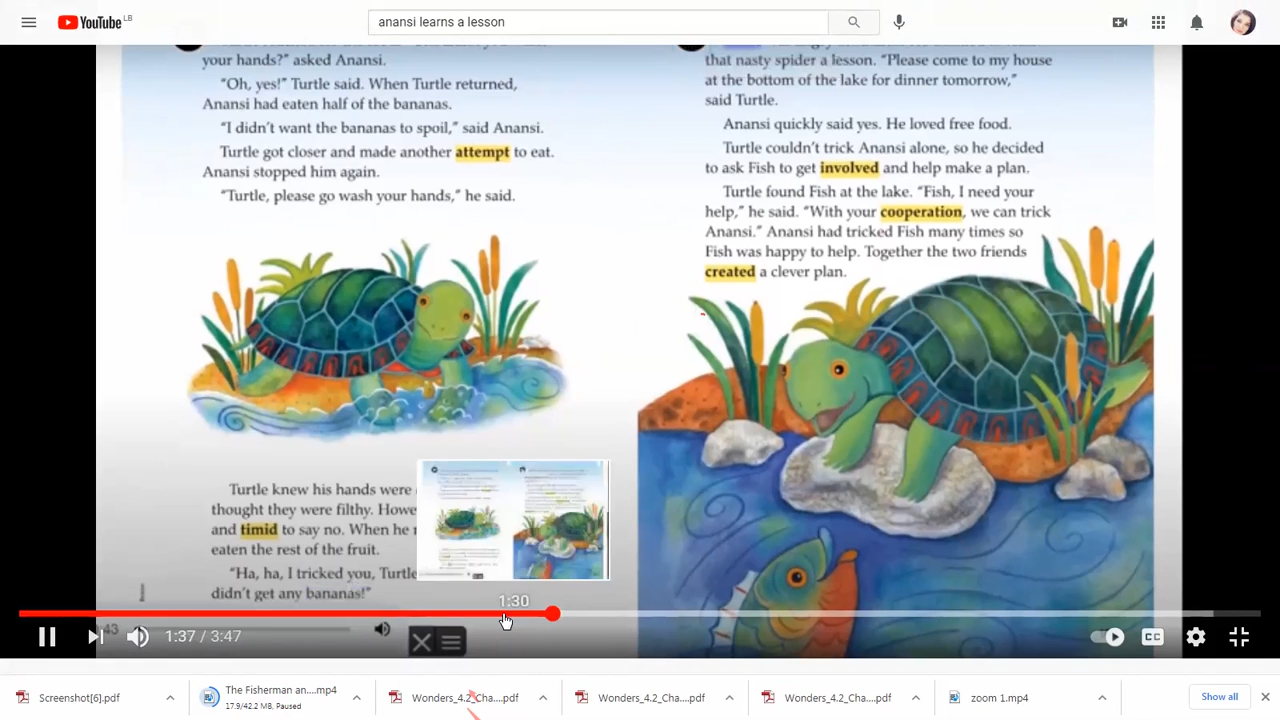 YouTube LB
anansi learns a lesson
your hands?” asked Anansi.
“Oh, yes!” Turtle said. When Turtle returned,
Anansi had eaten half of the bananas.
“I didn’t want the bananas to spoil,” said Anansi.
Turtle got closer and made another attempt to eat.
Anansi stopped him again.
“Turtle, please go wash your hands,” he said.
Turtle knew his hands were
thought they were filthy. Howe
and timid to say no. When he r
eaten the rest of the fruit.
“Ha, ha, I tricked you, Turtle
didn’t get any bananas!”
that nasty spider a lesson. “Please come to my house
at the bottom of the lake for dinner tomorrow,”
said Turtle.
Anansi quickly said yes. He loved free food.
Turtle couldn’t trick Anansi alone, so he decided
to ask Fish to get involved and help make a plan.
Turtle found Fish at the lake. “Fish, I need your
help,” he said. “With your cooperation, we can trick
Anansi.” Anansi had tricked Fish many times so
Fish was happy to help. Together the two friends
created a clever plan.
1:30
43
1:37 / 3:47
CC
Screenshot[6].pdf
The Fisherman an....mp4
17.9/42.2 MB, Paused
Wonders_4.2_Cha....pdf
Wonders_4.2_Cha....pdf
Wonders_4.2_Cha....pdf
zoom 1.mp4
Show all